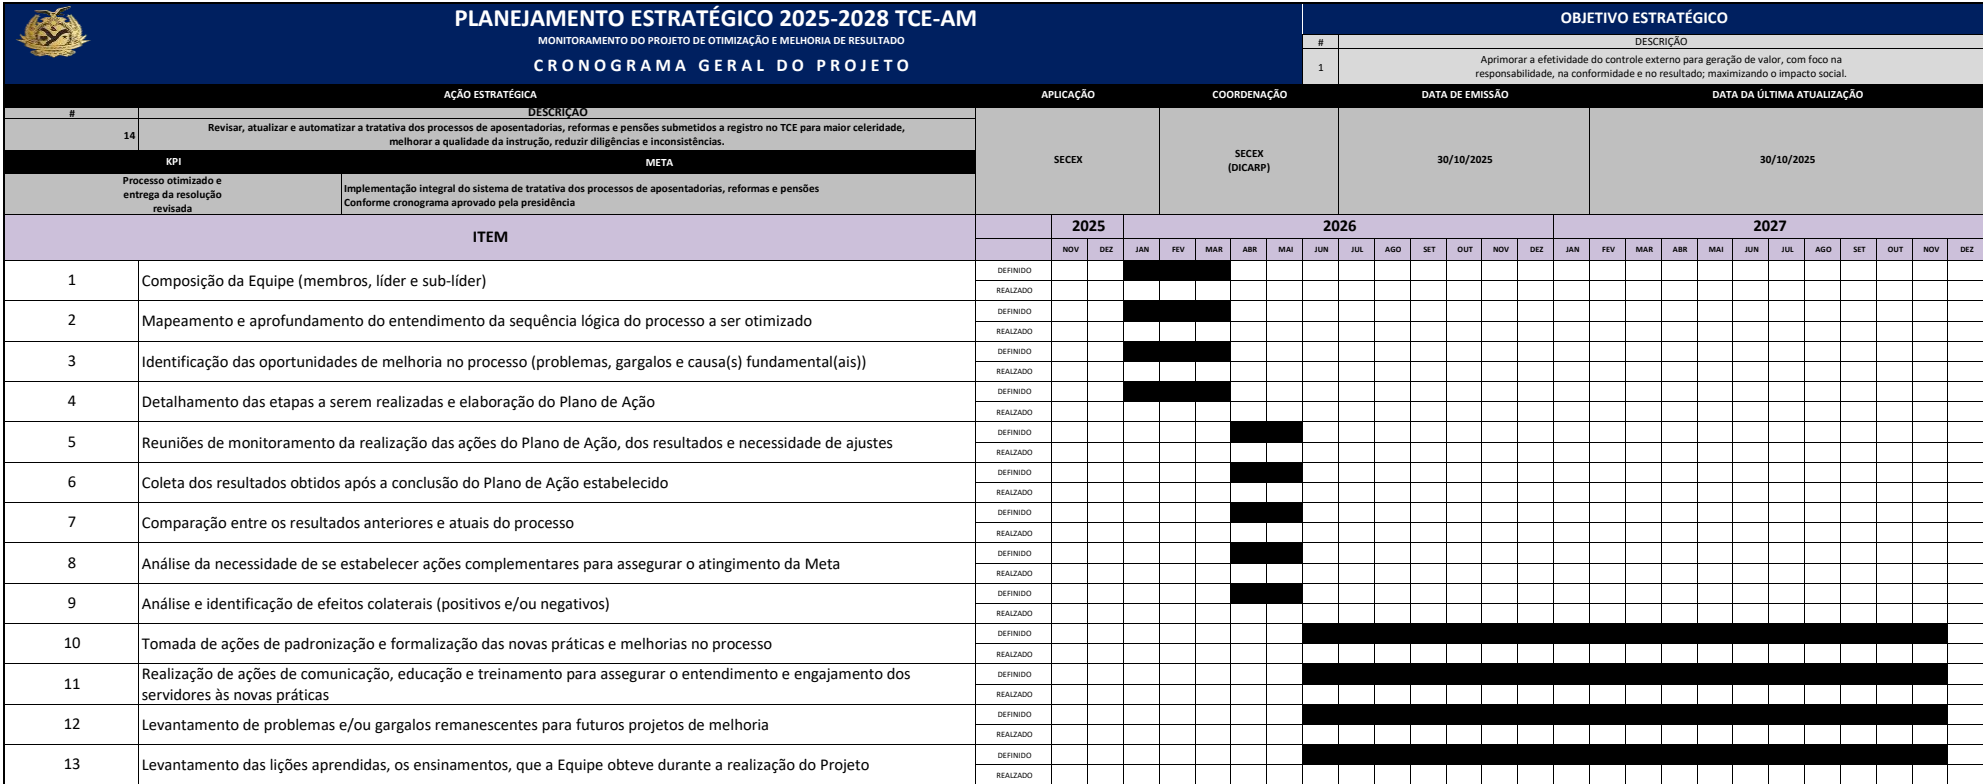 PLANEJAMENTO ESTRATÉGICO 2025-2028 TCE-AM
MONITORAMENTO DO PROJETO DE OTIMIZAÇÃO E MELHORIA DE RESULTADO
CRONOGRAMA GERAL DO PROJETO
OBJETIVO ESTRATÉGICO
# DESCRIÇÃO
1 Aprimorar a efetividade do controle externo para geração de valor, com foco na
responsabilidade, na conformidade e no resultado; maximizando o impacto social.
AÇÃO ESTRATÉGICA APLICAÇÃO COORDENAÇÃO DATA DE EMISSÃO DATA DA ÚLTIMA ATUALIZAÇÃO
# DESCRIÇÃO
14 Revisar, atualizar e automatizar a tratativa dos processos de aposentadorias, reformas e pensões submetidos a registro no TCE para maior celeridade,
melhorar a qualidade da instrução, reduzir diligências e inconsistências.
SECEX
SECEX
(DICARP)
30/10/2025
30/10/2025
KPI META
Processo otimizado e
entrega da resolução
revisada
Implementação integral do sistema de tratativa dos processos de aposentadorias, reformas e pensões
Conforme cronograma aprovado pela presidência
ITEM
2025 2026 2027
NOV DEZ JAN FEV MAR ABR MAI JUN JUL AGO SET OUT NOV DEZ JAN FEV MAR ABR MAI JUN JUL AGO SET OUT NOV DEZ
1 Composição da Equipe (membros, líder e sub-líder)
DEFINIDO
REALZADO
2 Mapeamento e aprofundamento do entendimento da sequência lógica do processo a ser otimizado
DEFINIDO
REALZADO
3 Identificação das oportunidades de melhoria no processo (problemas, gargalos e causa(s) fundamental(ais))
DEFINIDO
REALZADO
4 Detalhamento das etapas a serem realizadas e elaboração do Plano de Ação
DEFINIDO
REALZADO
5 Reuniões de monitoramento da realização das ações do Plano de Ação, dos resultados e necessidade de ajustes
DEFINIDO
REALZADO
6 Coleta dos resultados obtidos após a conclusão do Plano de Ação estabelecido
DEFINIDO
REALZADO
7 Comparação entre os resultados anteriores e atuais do processo
DEFINIDO
REALZADO
8 Análise da necessidade de se estabelecer ações complementares para assegurar o atingimento da Meta
DEFINIDO
REALZADO
9 Análise e identificação de efeitos colaterais (positivos e/ou negativos)
DEFINIDO
REALZADO
10 Tomada de ações de padronização e formalização das novas práticas e melhorias no processo
DEFINIDO
REALZADO
11 Realização de ações de comunicação, educação e treinamento para assegurar o entendimento e engajamento dos
servidores às novas práticas
DEFINIDO
REALZADO
12 Levantamento de problemas e/ou gargalos remanescentes para futuros projetos de melhoria
DEFINIDO
REALZADO
13 Levantamento das lições aprendidas, os ensinamentos, que a Equipe obteve durante a realização do Projeto
DEFINIDO
REALZADO